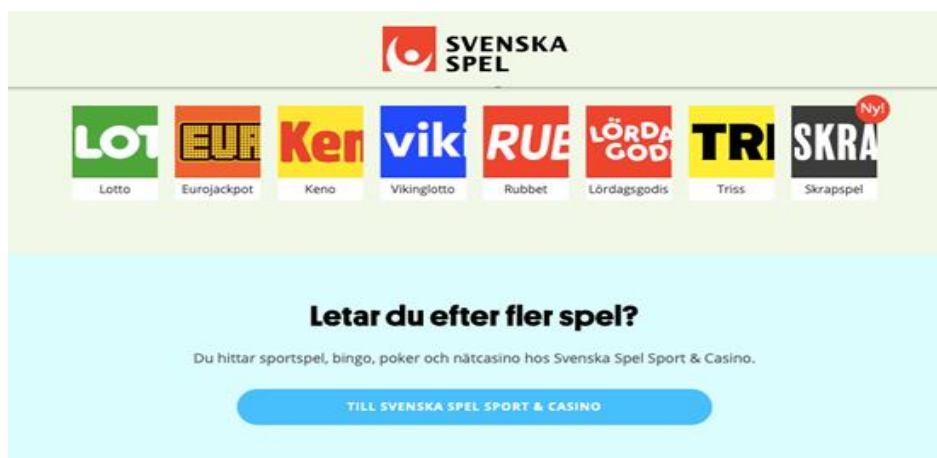 SVENSKA
SPEL
Ny!
LOT EUR Ken viki RUB LÖRDA TRI SKRA
GOD
Lotto Eurojackpot Keno Vikinglotto Rubbet Lördagsgodis Triss Skrapspel
Letar du efter fler spel?
Du hittar sportspel, bingo, poker och nätcasino hos Svenska Spel Sport & Casino.
TILL SVENSKA SPEL SPORT & CASINO